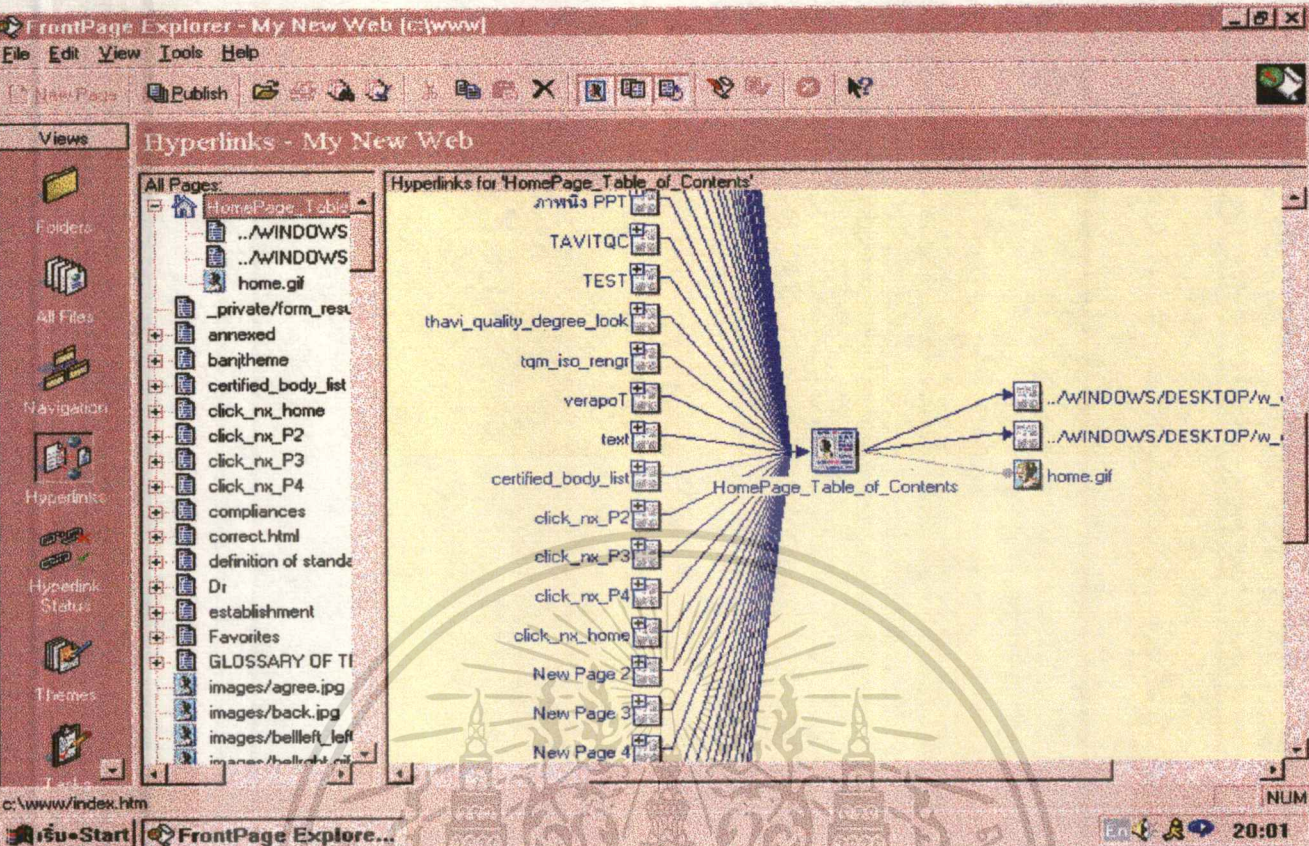 FrontPage Explorer - My New Web [c:\www]
File Edit View Tools Help
New Page Publish
Views
Hyperlinks - My New Web
Folders
All Files
Navigation
Hyperlinks
Hyperlink
Status
Themes
Tasks
All Pages:
HomePage_Table
../WINDOWS
../WINDOWS
home.gif
_private/form_resu
annexed
banjtheme
certified_body_list
click_nx_home
click_nx_P2
click_nx_P3
click_nx_P4
compliances
correct.html
definition of standa
Dr
establishment
Favorites
GLOSSARY OF TI
images/agree.jpg
images/back.jpg
images/bellleft_left
images/bellright.gif
Hyperlinks for 'HomePage_Table_of_Contents'
ภาพนิ่ง PPT
TAVITQC
TEST
thavi_quality_degree_look
tqm_iso_rengr
verapoT
text
certified_body_list
click_nx_P2
click_nx_P3
click_nx_P4
click_nx_home
New Page 2
New Page 3
New Page 4
HomePage_Table_of_Contents
../WINDOWS/DESKTOP/w_
../WINDOWS/DESKTOP/w_
home.gif
c:\www/index.htm
NUM
เริ่ม-Start FrontPage Explore... En 20:01